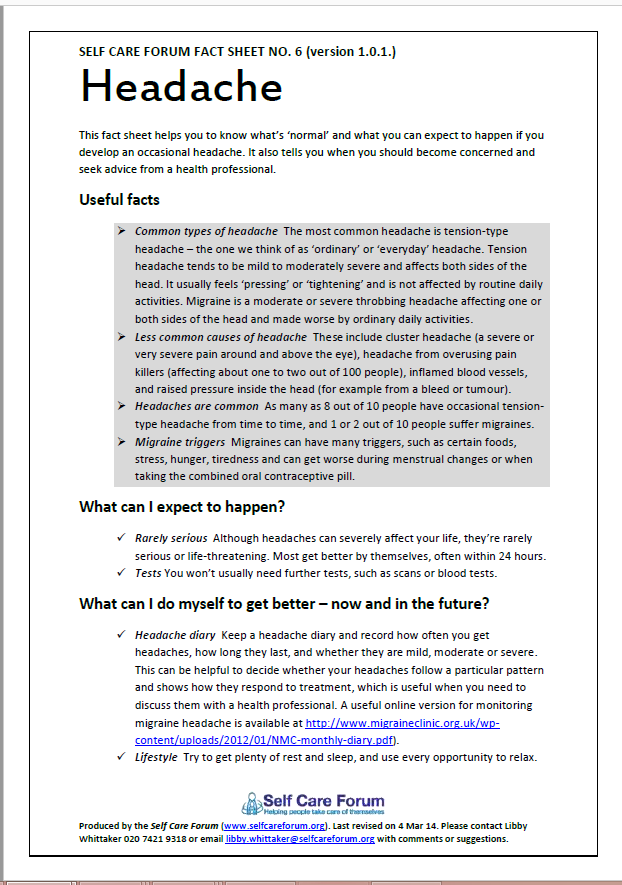 SELF CARE FORUM FACT SHEET NO. 6 (version 1.0.1.)
Headache
This fact sheet helps you to know what's 'normal' and what you can expect to happen if you
develop an occasional headache. It also tells you when you should become concerned and
seek advice from a health professional.
Useful facts
➢ Common types of headache The most common headache is tension-type
headache – the one we think of as 'ordinary' or 'everyday' headache. Tension
headache tends to be mild to moderately severe and affects both sides of the
head. It usually feels 'pressing' or 'tightening' and is not affected by routine daily
activities. Migraine is a moderate or severe throbbing headache affecting one or
both sides of the head and made worse by ordinary daily activities.
➢ Less common causes of headache These include cluster headache (a severe or
very severe pain around and above the eye), headache from overusing pain
killers (affecting about one to two out of 100 people), inflamed blood vessels,
and raised pressure inside the head (for example from a bleed or tumour).
➢ Headaches are common As many as 8 out of 10 people have occasional tension-
type headache from time to time, and 1 or 2 out of 10 people suffer migraines.
➢ Migraine triggers Migraines can have many triggers, such as certain foods,
stress, hunger, tiredness and can get worse during menstrual changes or when
taking the combined oral contraceptive pill.
What can I expect to happen?
✓ Rarely serious Although headaches can severely affect your life, they're rarely
serious or life-threatening. Most get better by themselves, often within 24 hours.
✓ Tests You won't usually need further tests, such as scans or blood tests.
What can I do myself to get better – now and in the future?
✓ Headache diary Keep a headache diary and record how often you get
headaches, how long they last, and whether they are mild, moderate or severe.
This can be helpful to decide whether your headaches follow a particular pattern
and shows how they respond to treatment, which is useful when you need to
discuss them with a health professional. A useful online version for monitoring
migraine headache is available at http://www.migraineclinic.org.uk/wp-
content/uploads/2012/01/NMC-monthly-diary.pdf).
✓ Lifestyle Try to get plenty of rest and sleep, and use every opportunity to relax.
Self Care Forum
Helping people take care of themselves
Produced by the Self Care Forum (www.selfcareforum.org). Last revised on 4 Mar 14. Please contact Libby
Whittaker 020 7421 9318 or email libby.whittaker@selfcareforum.org with comments or suggestions.